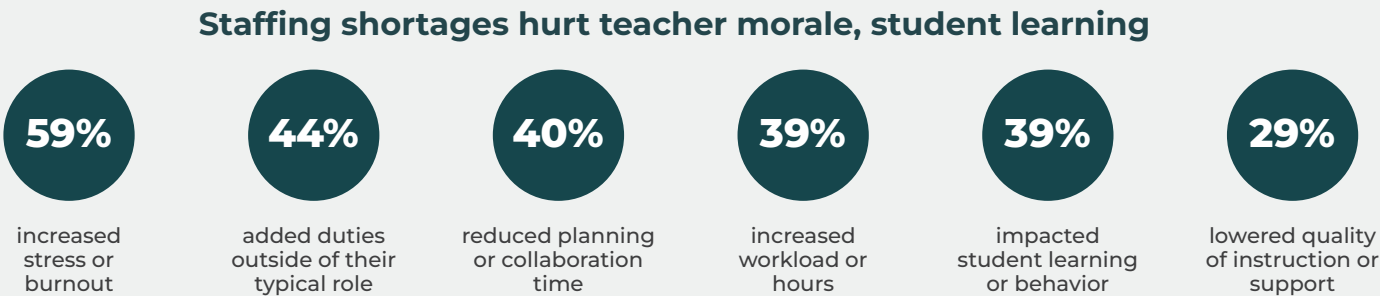 Staffing shortages hurt teacher morale, student learning
59%
increased
stress or
burnout
44%
added duties
outside of their
typical role
40%
reduced planning
or collaboration
time
39%
increased
workload or
hours
39%
impacted
student learning
or behavior
29%
lowered quality
of instruction or
support